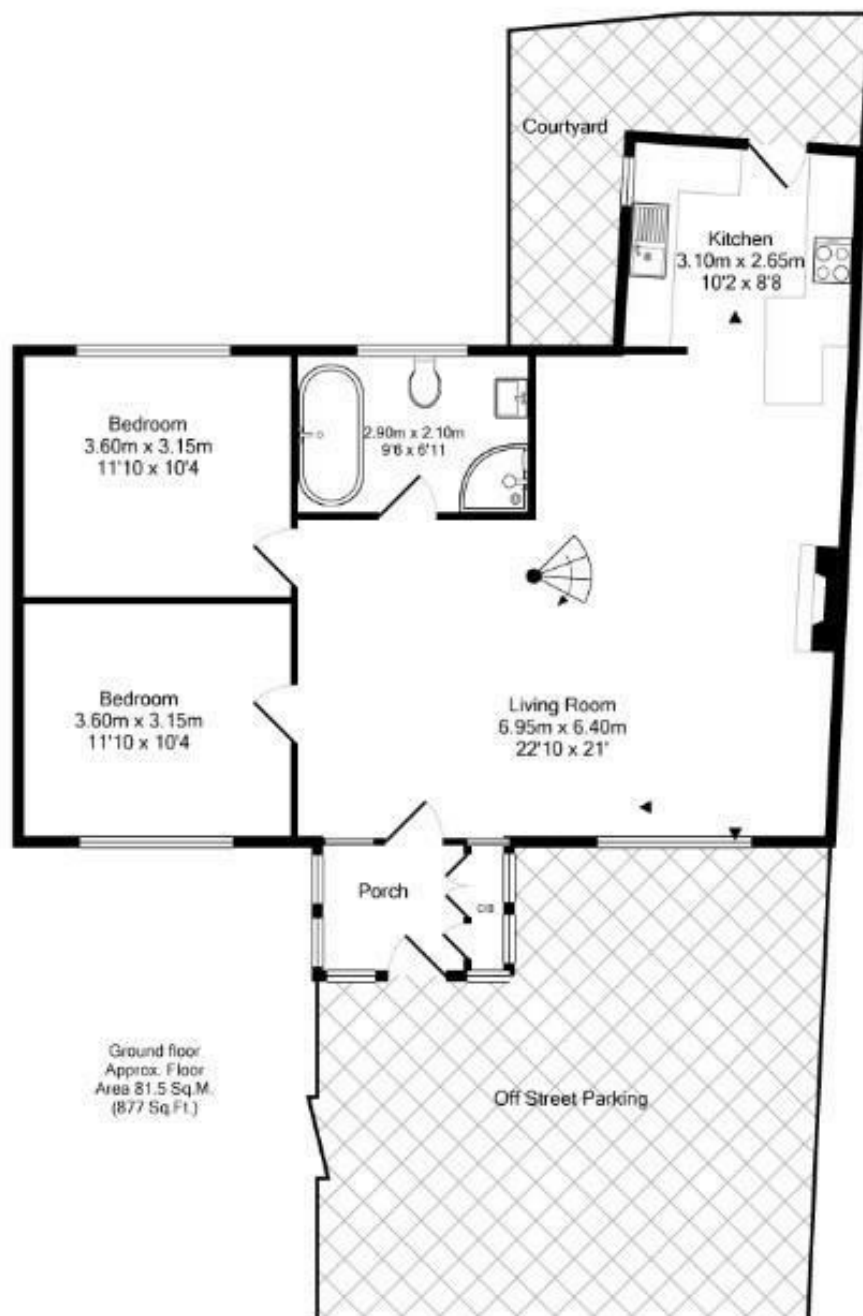 Courtyard
Kitchen
3.10m x 2.65m
10'2 x 8'8
Bedroom
3.60m x 3.15m
11'10 x 10'4
2.90m x 2.10m
9'6 x 6'11
Bedroom
3.60m x 3.15m
11'10 x 10'4
Living Room
6.95m x 6.40m
22'10 x 21'
Porch
Ground floor
Approx. Floor
Area 81.5 Sq.M.
(877 Sq.Ft.)
Off Street Parking